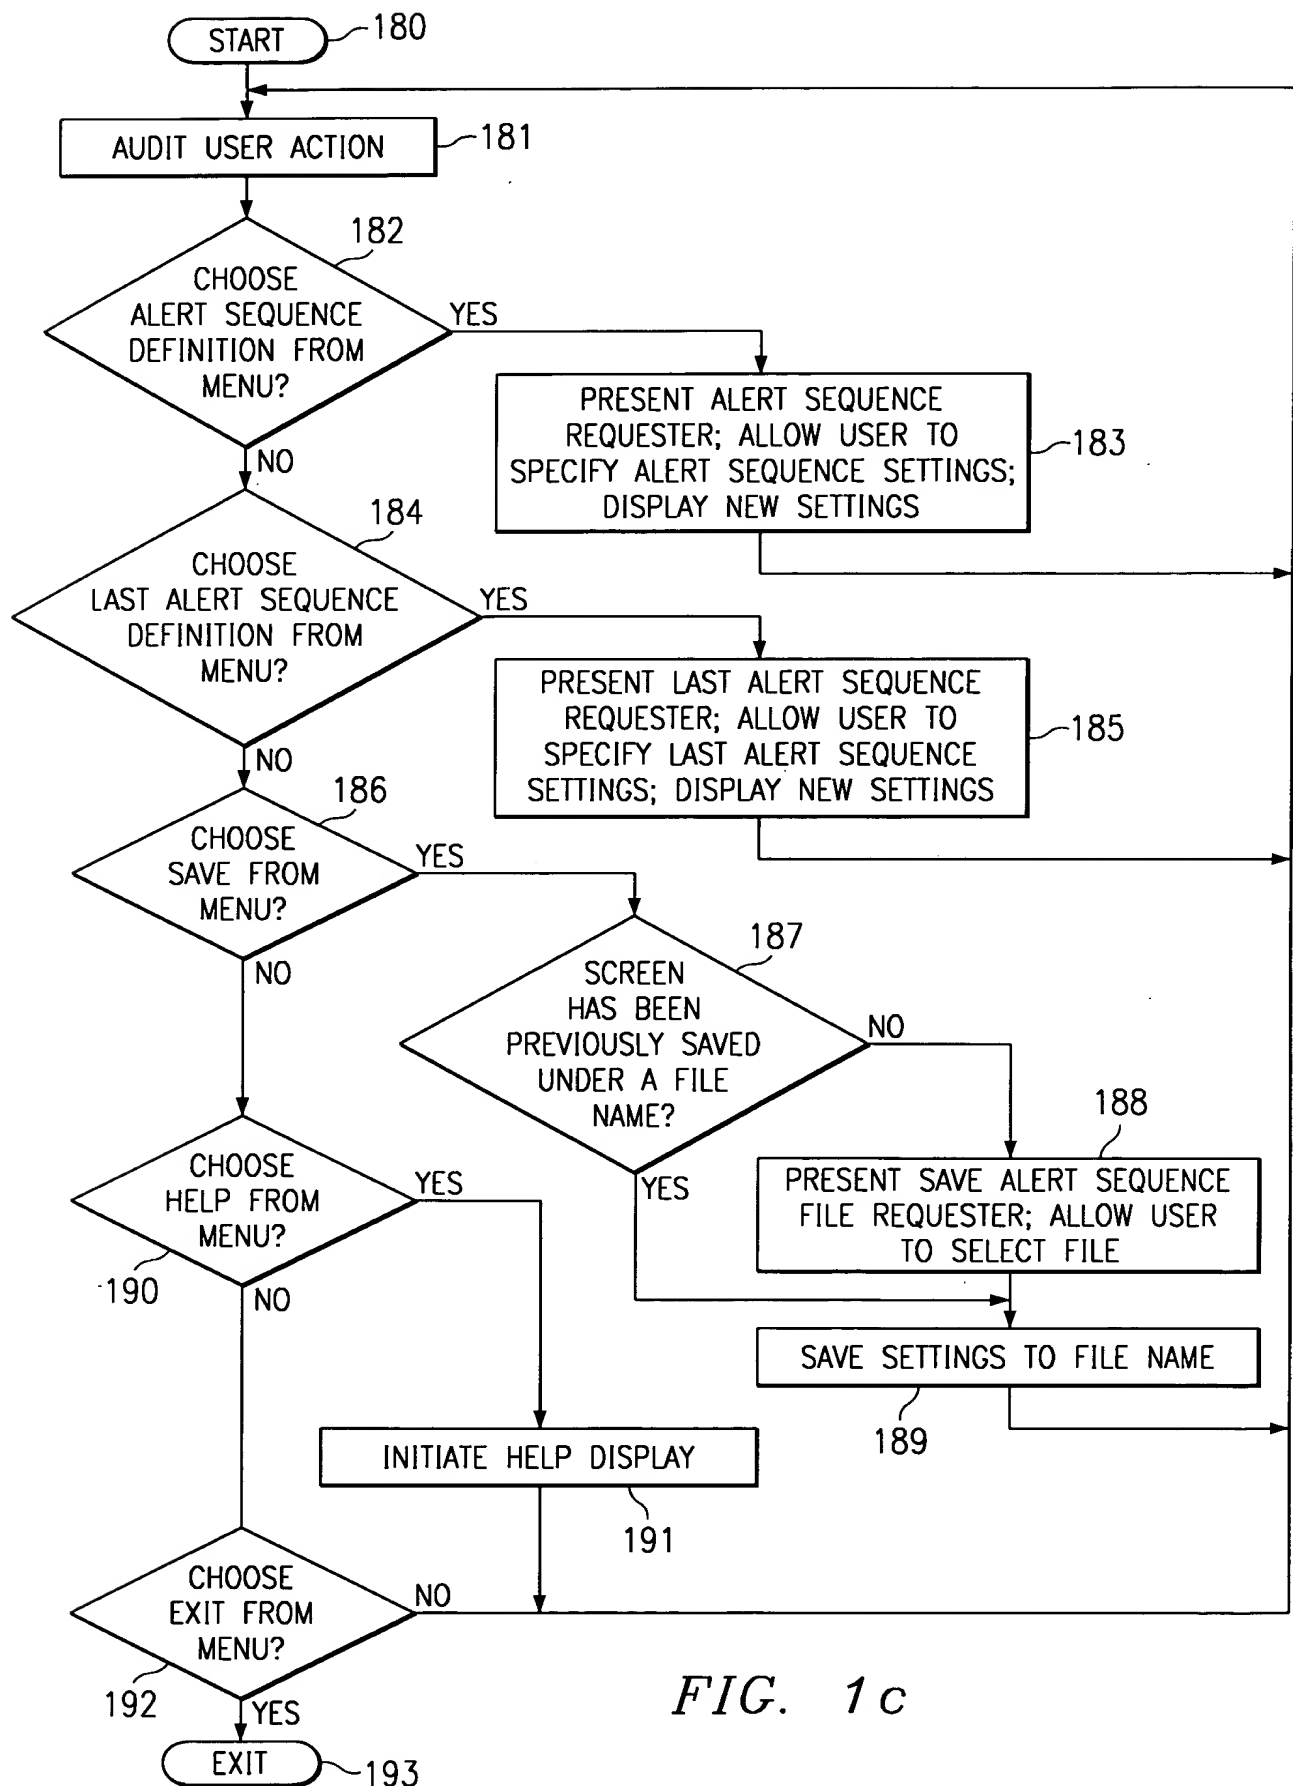 START
180
AUDIT USER ACTION
181
182
CHOOSE
ALERT SEQUENCE
DEFINITION FROM
MENU?
YES
NO
PRESENT ALERT SEQUENCE
REQUESTER; ALLOW USER TO
SPECIFY ALERT SEQUENCE SETTINGS;
DISPLAY NEW SETTINGS
183
184
CHOOSE
LAST ALERT SEQUENCE
DEFINITION FROM
MENU?
YES
NO
PRESENT LAST ALERT SEQUENCE
REQUESTER; ALLOW USER TO
SPECIFY LAST ALERT SEQUENCE
SETTINGS; DISPLAY NEW SETTINGS
185
186
CHOOSE
SAVE FROM
MENU?
YES
NO
187
SCREEN
HAS BEEN
PREVIOUSLY SAVED
UNDER A FILE
NAME?
NO
YES
188
PRESENT SAVE ALERT SEQUENCE
FILE REQUESTER; ALLOW USER
TO SELECT FILE
SAVE SETTINGS TO FILE NAME
189
CHOOSE
HELP FROM
MENU?
YES
190
NO
INITIATE HELP DISPLAY
191
CHOOSE
EXIT FROM
MENU?
NO
192
YES
EXIT
193
FIG. 1c